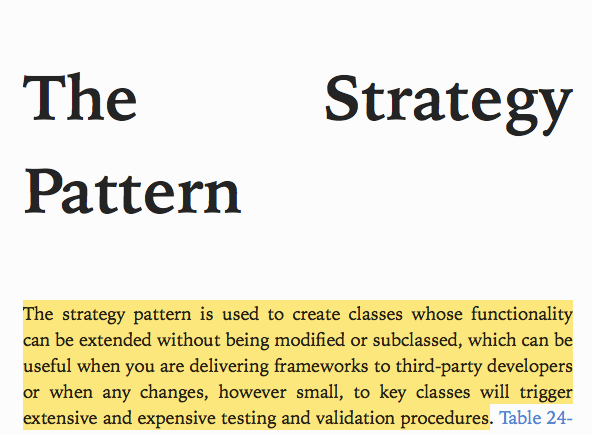 The Strategy
Pattern
The strategy pattern is used to create classes whose functionality
can be extended without being modified or subclassed, which can be
useful when you are delivering frameworks to third-party developers
or when any changes, however small, to key classes will trigger
extensive and expensive testing and validation procedures. Table 24-